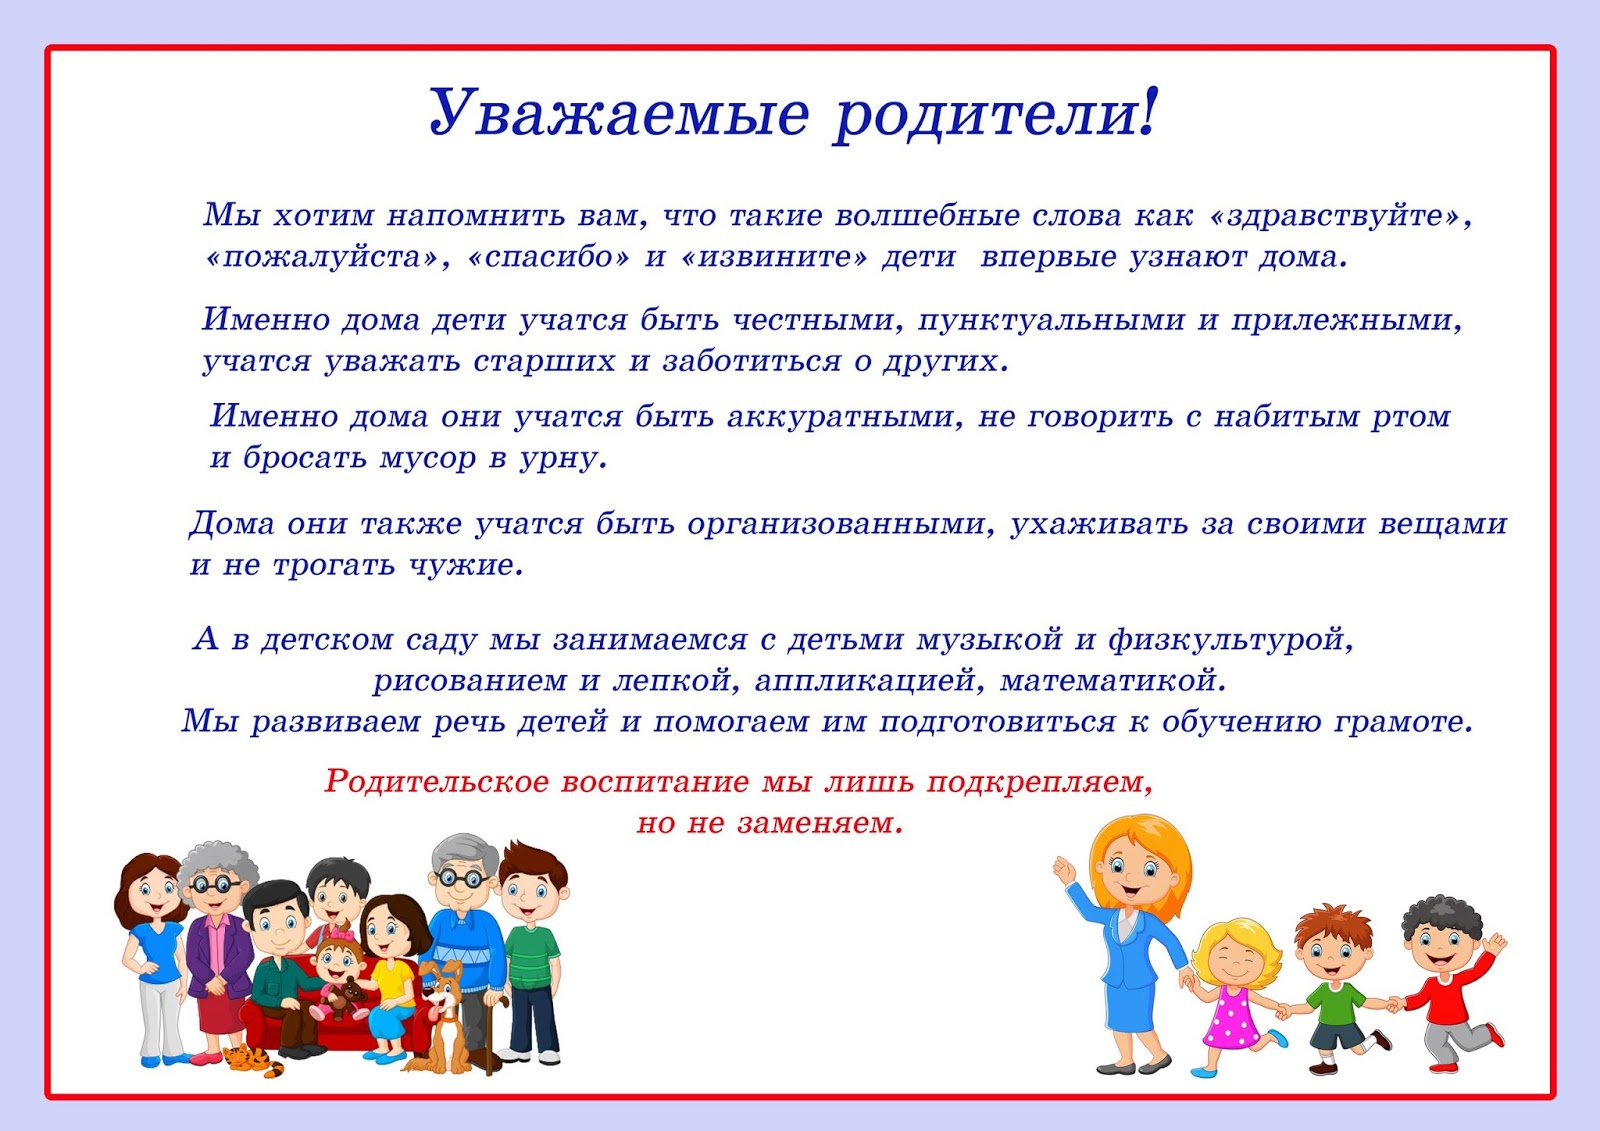 Уважаемые родители!
Мы хотим напомнить вам, что такие волшебные слова как «здравствуйте»,
«пожалуйста», «спасибо» и «извините» дети впервые узнают дома.
Именно дома дети учатся быть честными, пунктуальными и прилежными,
учатся уважать старших и заботиться о других.
Именно дома они учатся быть аккуратными, не говорить с набитым ртом
и бросать мусор в урну.
Дома они также учатся быть организованными, ухаживать за своими вещами
и не трогать чужие.
А в детском саду мы занимаемся с детьми музыкой и физкультурой,
рисованием и лепкой, аппликацией, математикой.
Мы развиваем речь детей и помогаем им подготовиться к обучению грамоте.
Родительское воспитание мы лишь подкрепляем,
но не заменяем.